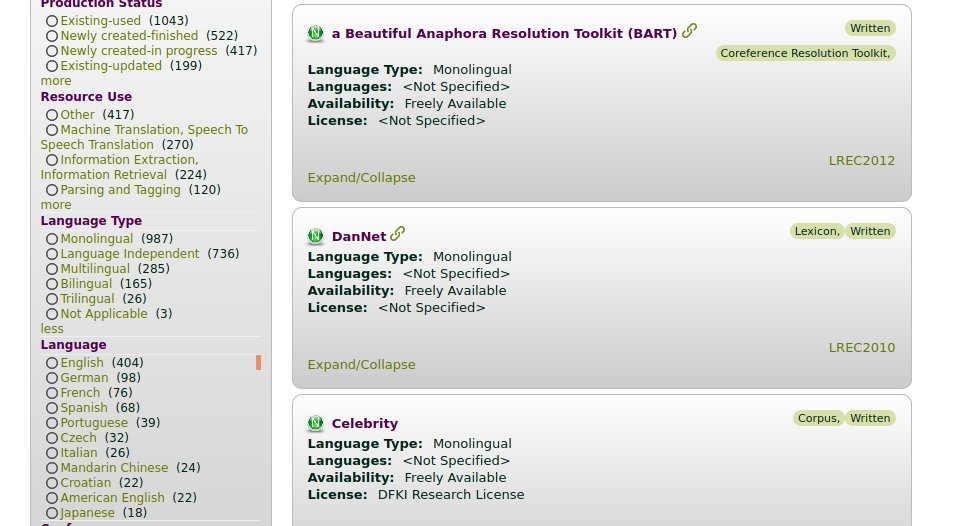 Production Status
Existing-used (1043)
Newly created-finished (522)
Newly created-in progress (417)
Existing-updated (199)
more
Resource Use
Other (417)
Machine Translation, Speech To
Speech Translation (270)
Information Extraction,
Information Retrieval (224)
Parsing and Tagging (120)
more
Language Type
Monolingual (987)
Language Independent (736)
Multilingual (285)
Bilingual (165)
Trilingual (26)
Not Applicable (3)
less
Language
English (404)
German (98)
French (76)
Spanish (68)
Portuguese (39)
Czech (32)
Italian (26)
Mandarin Chinese (24)
Croatian (22)
American English (22)
Japanese (18)
N a Beautiful Anaphora Resolution Toolkit (BART)
Written
Coreference Resolution Toolkit,
Language Type: Monolingual
Languages: <Not Specified>
Availability: Freely Available
License: <Not Specified>
LREC2012
Expand/Collapse
N DanNet
Lexicon, Written
Language Type: Monolingual
Languages: <Not Specified>
Availability: Freely Available
License: <Not Specified>
LREC2010
Expand/Collapse
N Celebrity
Corpus, Written
Language Type: Monolingual
Languages: <Not Specified>
Availability: Freely Available
License: DFKI Research License